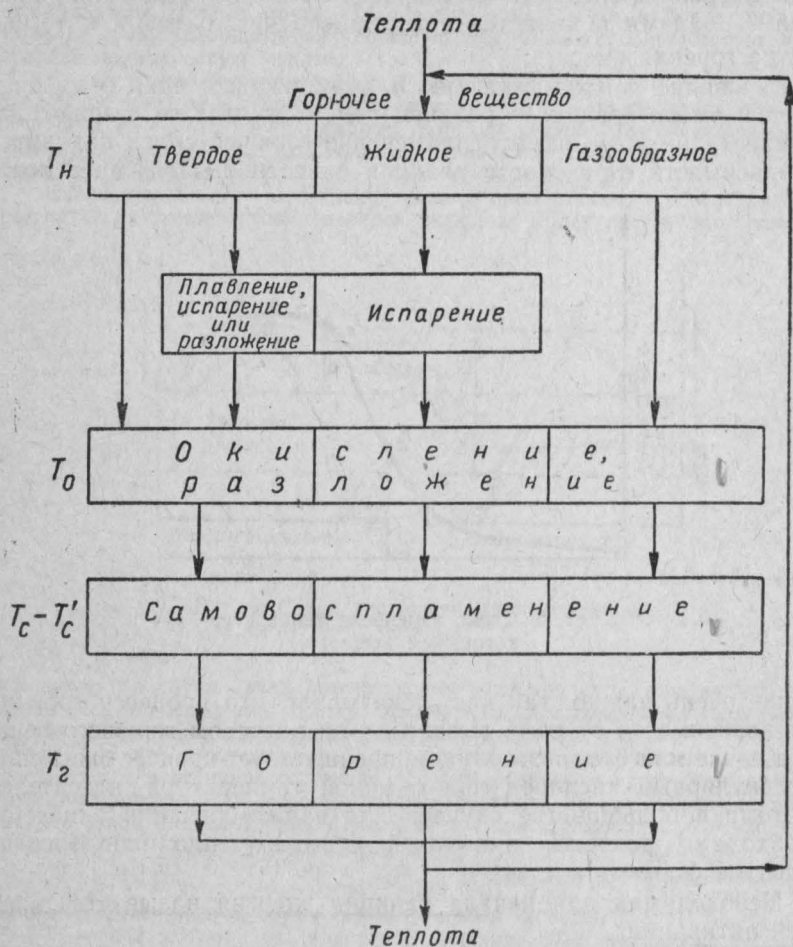 Теплота
Горючее вещество
Tн Твердое Жидкое Газообразное
Плавление,
испарение
или
разложение
Испарение
To Окисление,
разложение
Tс–T′с Самовоспламенение
Tг Горение
Теплота